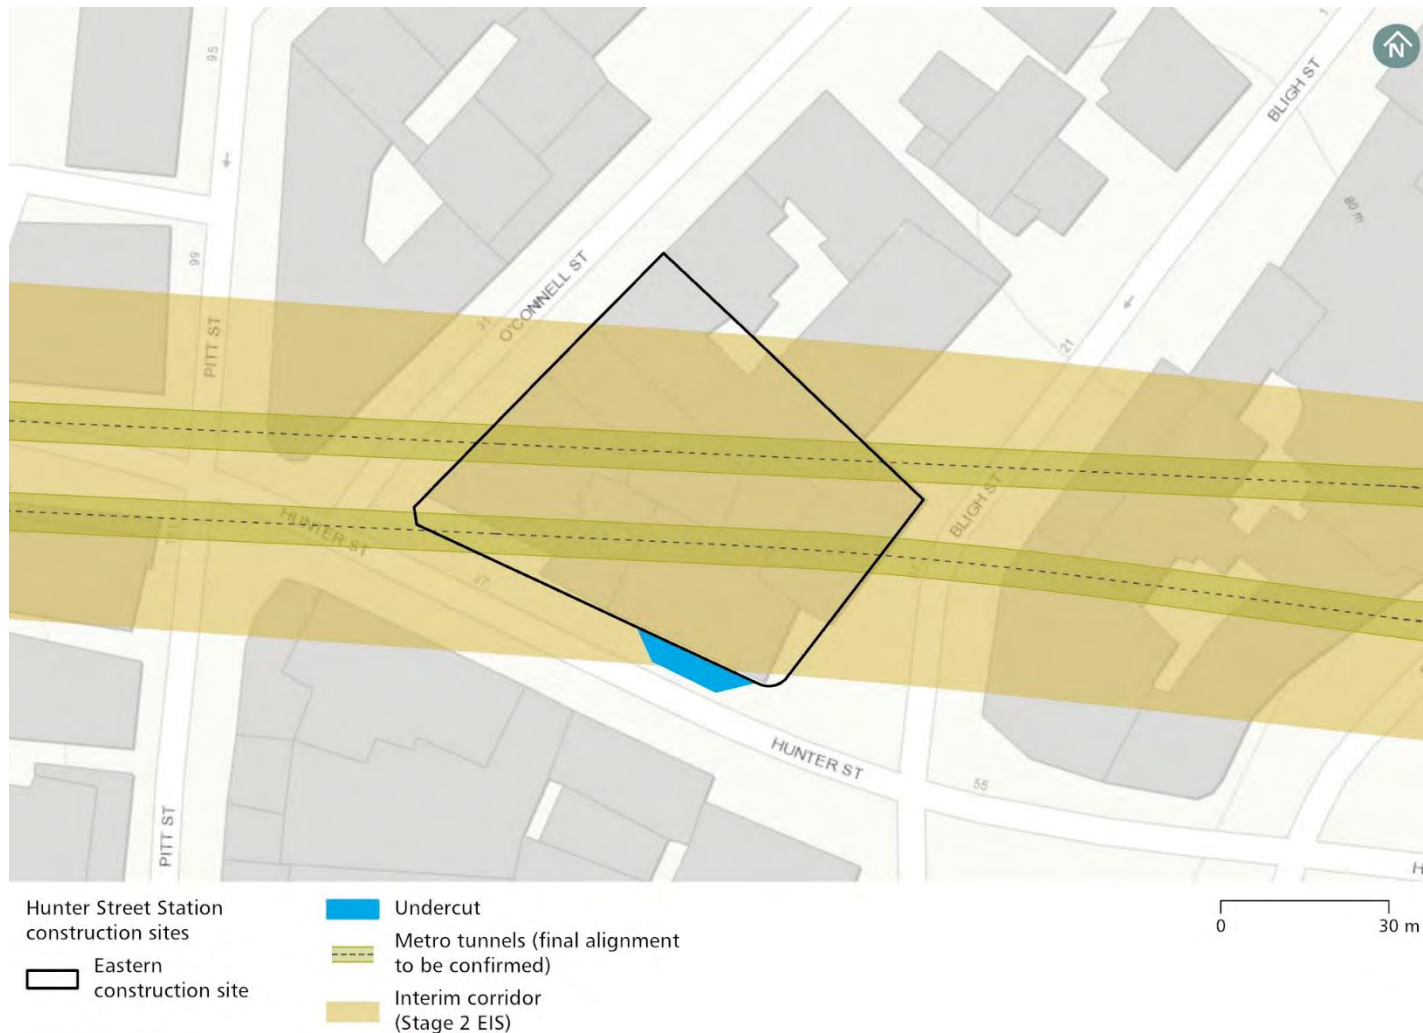 N
95
BLIGH ST
80 m
99
O'CONNELL ST
31
PITT ST
21
HUNTER ST
BLIGH ST
37
HUNTER ST
55
PITT ST
H
Hunter Street Station
construction sites
Eastern
construction site
Undercut
Metro tunnels (final alignment
to be confirmed)
Interim corridor
(Stage 2 EIS)
0
30 m